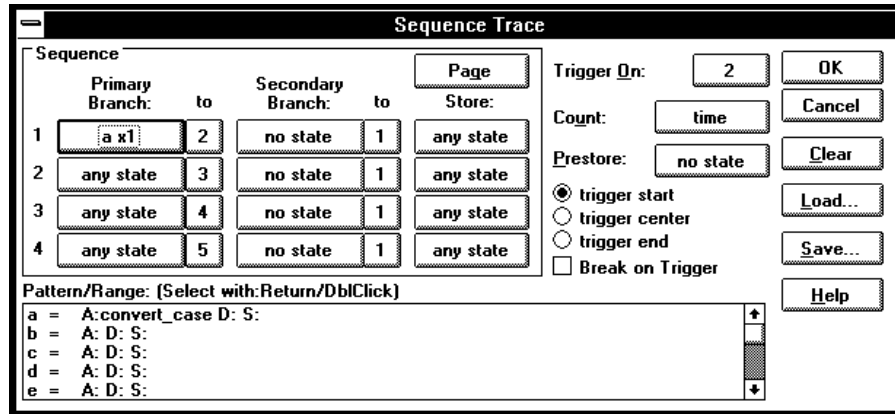 Sequence Trace
Sequence
Page
Primary Branch: to Secondary Branch: to Store:
1 a x1 2 no state 1 any state
2 any state 3 no state 1 any state
3 any state 4 no state 1 any state
4 any state 5 no state 1 any state
Trigger On: 2
Count: time
Prestore: no state
trigger start
trigger center
trigger end
Break on Trigger
OK
Cancel
Clear
Load...
Save...
Help
Pattern/Range: (Select with:Return/DblClick)
a = A:convert_case D: S:
b = A: D: S:
c = A: D: S:
d = A: D: S:
e = A: D: S: